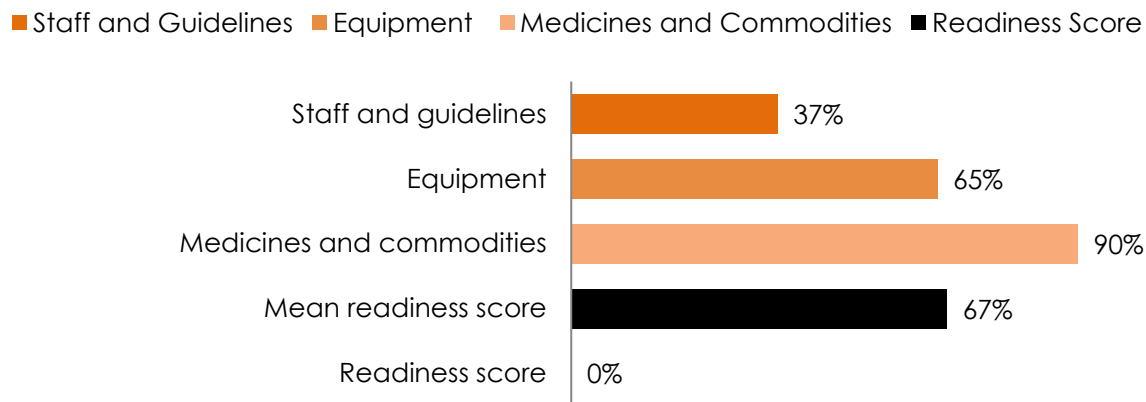 Staff and Guidelines Equipment Medicines and Commodities Readiness Score
Staff and guidelines 37%
Equipment 65%
Medicines and commodities 90%
Mean readiness score 67%
Readiness score 0%